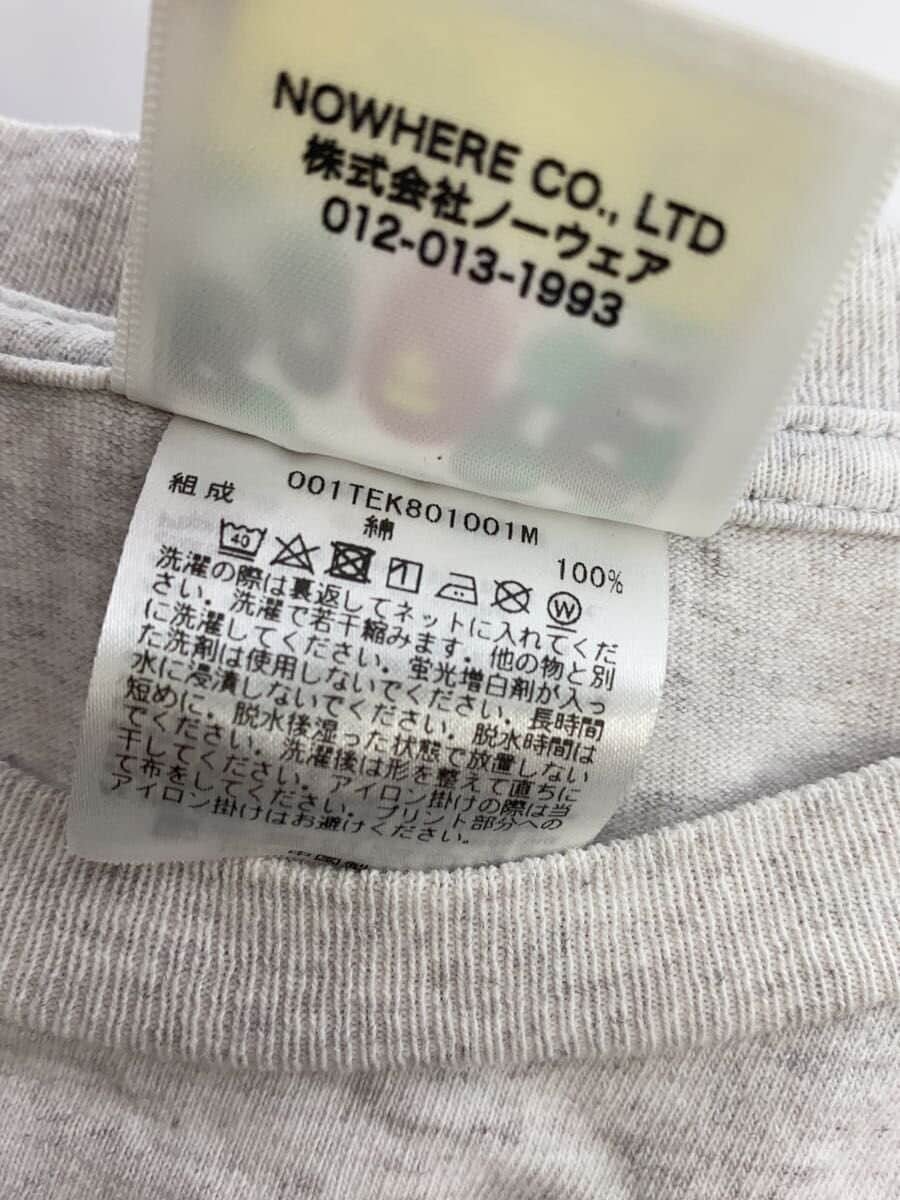 NOWHERE CO., LTD
株式会社ノーウェア
012-013-1993
001TEK801001M
組成 綿 100%
40
W
洗濯の際は裏返してネットに入れてくだ
さい。洗濯で若干縮みます。他の物と別
に洗濯してください。蛍光増白剤が入っ
た洗剤は使用しないでください。長時間
水に浸漬しないでください。脱水時間は
短めに。脱水後湿った状態で放置しない
でください。洗濯後は形を整えて直ちに
干してください。アイロン掛けの際は当
て布をしてください。プリント部分への
アイロン掛けはお避けください。
中国製